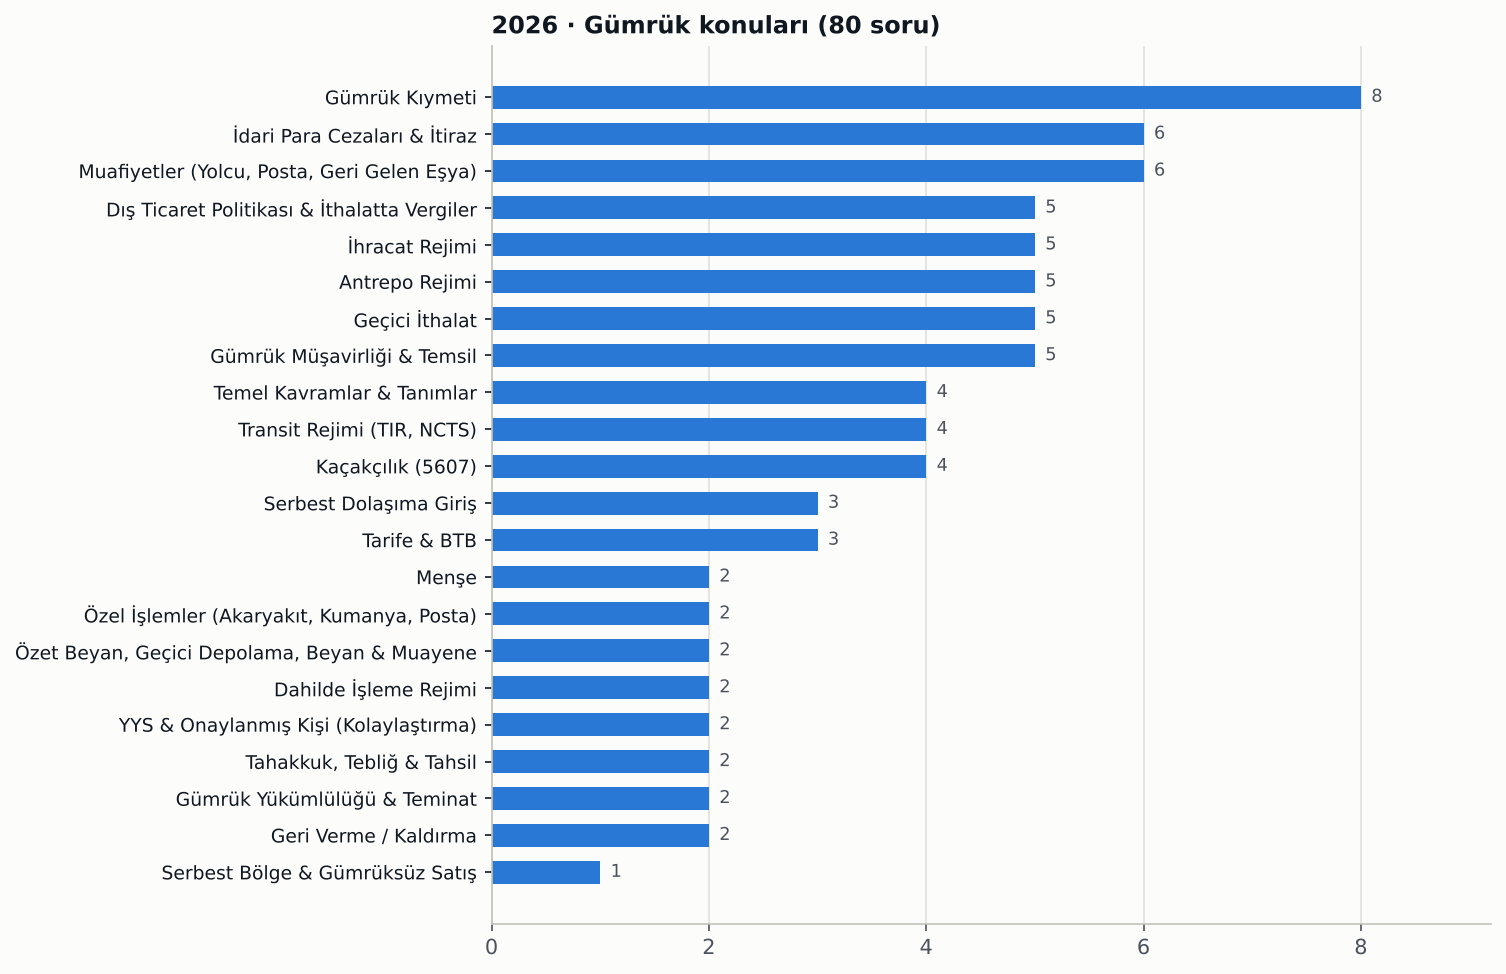 2026 · Gümrük konuları (80 soru)
Gümrük Kıymeti 8
İdari Para Cezaları & İtiraz 6
Muafiyetler (Yolcu, Posta, Geri Gelen Eşya) 6
Dış Ticaret Politikası & İthalatta Vergiler 5
İhracat Rejimi 5
Antrepo Rejimi 5
Geçici İthalat 5
Gümrük Müşavirliği & Temsil 5
Temel Kavramlar & Tanımlar 4
Transit Rejimi (TIR, NCTS) 4
Kaçakçılık (5607) 4
Serbest Dolaşıma Giriş 3
Tarife & BTB 3
Menşe 2
Özel İşlemler (Akaryakıt, Kumanya, Posta) 2
Özet Beyan, Geçici Depolama, Beyan & Muayene 2
Dahilde İşleme Rejimi 2
YYS & Onaylanmış Kişi (Kolaylaştırma) 2
Tahakkuk, Tebliğ & Tahsil 2
Gümrük Yükümlülüğü & Teminat 2
Geri Verme / Kaldırma 2
Serbest Bölge & Gümrüksüz Satış 1
0 2 4 6 8